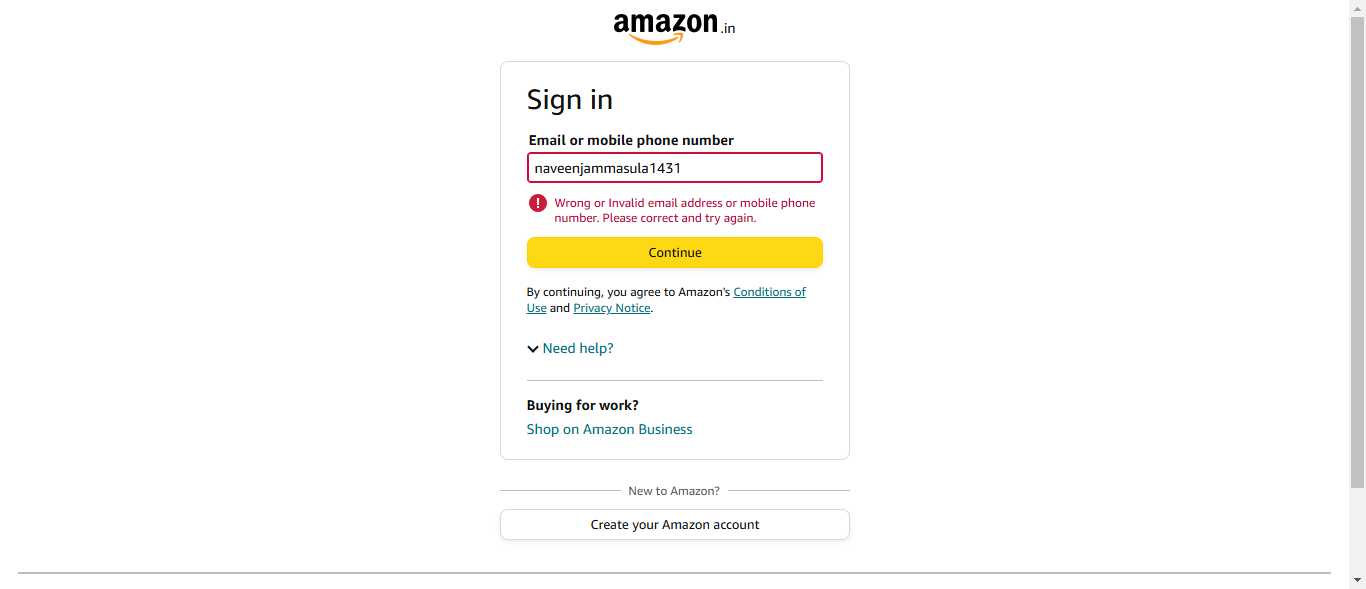 amazon.in
Sign in
Email or mobile phone number
naveenjammasula1431
Wrong or Invalid email address or mobile phone
number. Please correct and try again.
Continue
By continuing, you agree to Amazon's Conditions of
Use and Privacy Notice.
Need help?
Buying for work?
Shop on Amazon Business
New to Amazon?
Create your Amazon account